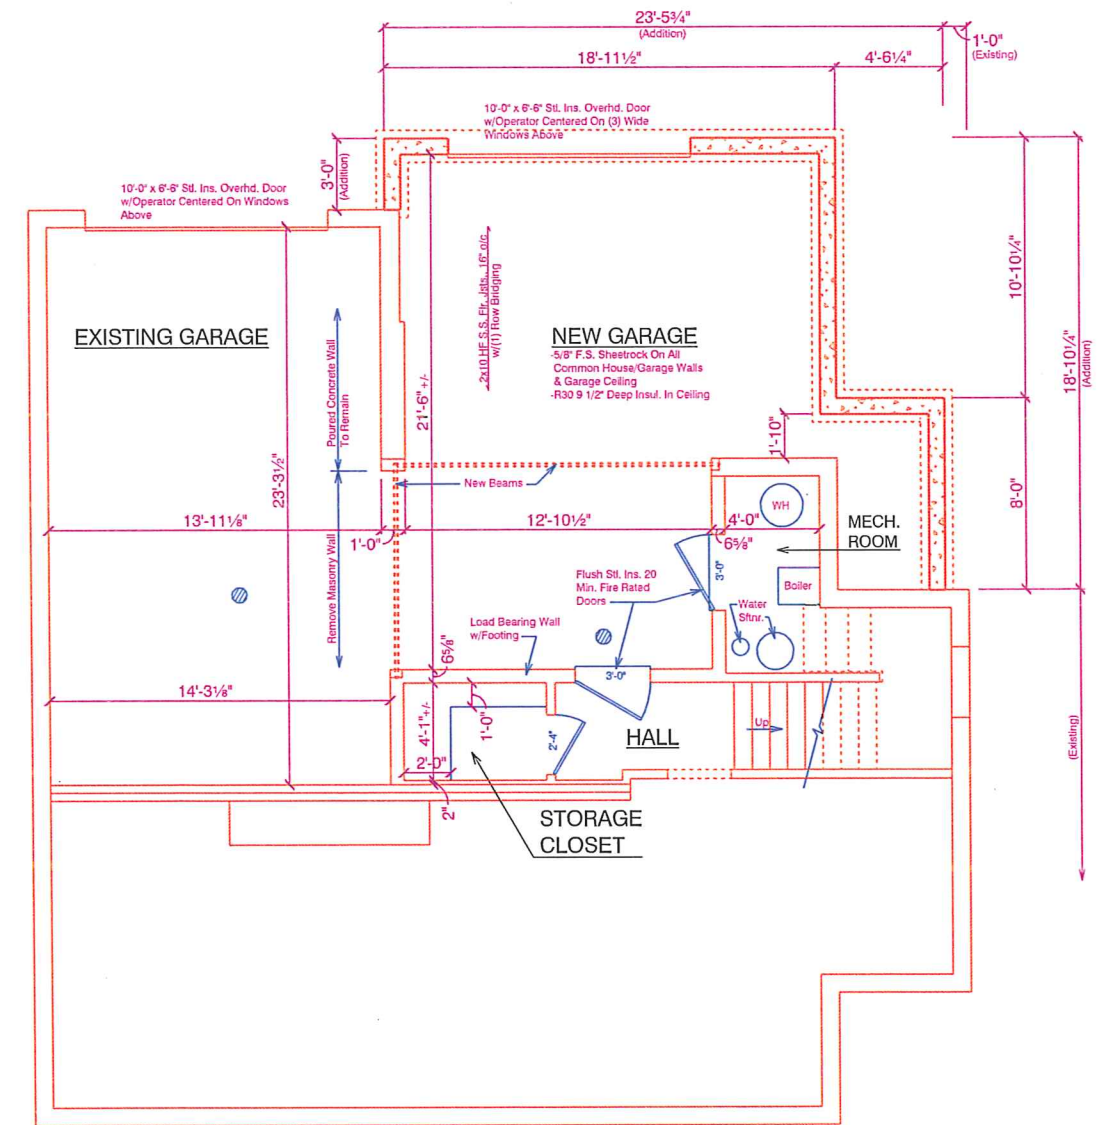 23'-5¾"
(Addition)
1'-0"
(Existing)
18'-11½"
4'-6¼"
10'-0" x 6'-6" Stl. Ins. Overhd. Door
w/Operator Centered On (3) Wide
Windows Above
3'-0"
(Addition)
10'-0" x 6'-6" Stl. Ins. Overhd. Door
w/Operator Centered On Windows
Above
10'-10¼"
18'-10¼"
(Addition)
EXISTING GARAGE
Poured Concrete Wall
To Remain
2x10 HF S.S. Flr. Jsts., 16" o/c
w/(1) Row Bridging
NEW GARAGE
-5/8" F.S. Sheetrock On All
Common House/Garage Walls
& Garage Ceiling
-R30 9 1/2" Deep Insul. In Ceiling
21'-6"+/-
1'-10"
23'-3½"
New Beams
8'-0"
WH
13'-11⅛"
1'-0"
12'-10½"
4'-0"
6⅝"
MECH.
ROOM
Remove Masonry Wall
3'-0"
Flush Stl. Ins. 20
Min. Fire Rated
Doors
Boiler
Water
Sftnr.
Load Bearing Wall
w/Footing
6⅝"
3'-0"
14'-3⅛"
4'-1"+/-
1'-0"
2'-4"
HALL
Up
(Existing)
2'-0"
2"
STORAGE
CLOSET